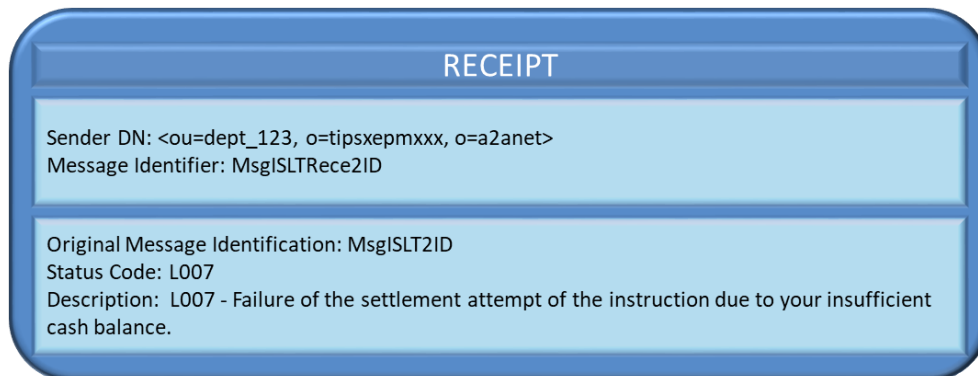 RECEIPT
Sender DN: <ou=dept_123, o=tipsxepmxxx, o=a2anet>
Message Identifier: MsgISLTRece2ID
Original Message Identification: MsgISLT2ID
Status Code: L007
Description:  L007 - Failure of the settlement attempt of the instruction due to your insufficient
cash balance.